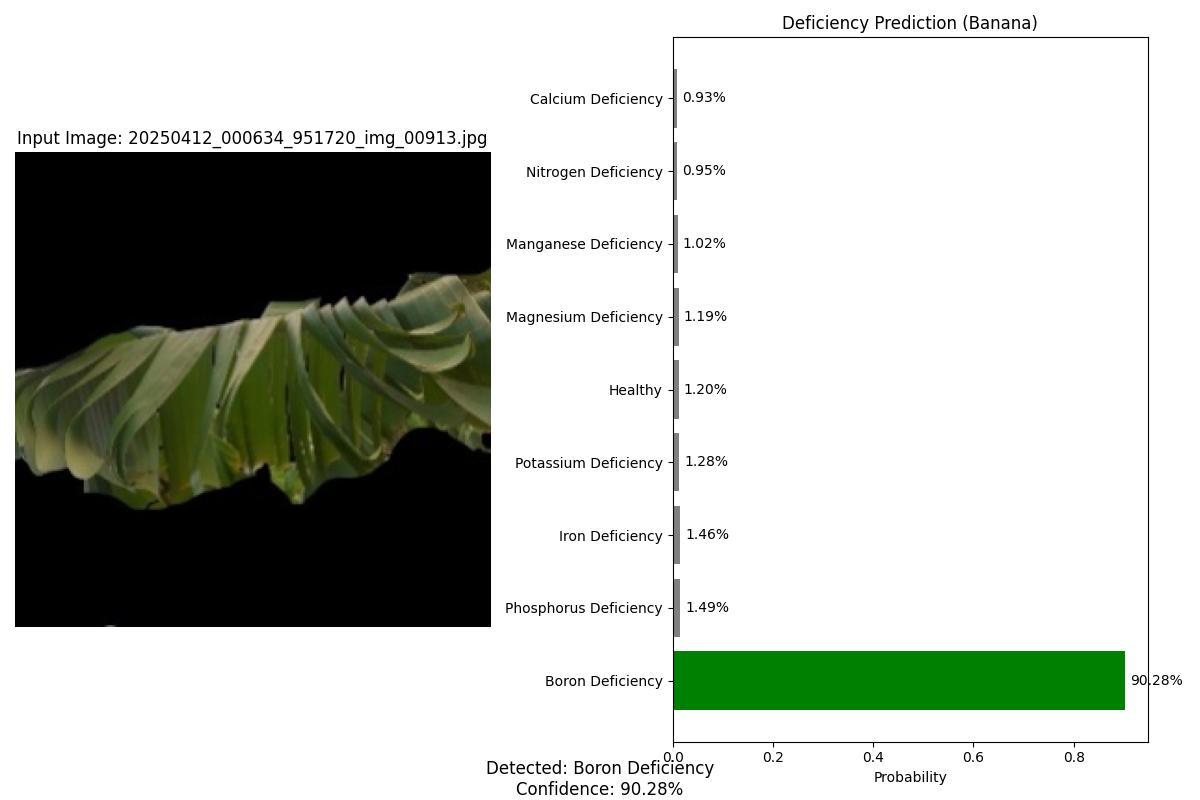 Deficiency Prediction (Banana)
Input Image: 20250412_000634_951720_img_00913.jpg
Calcium Deficiency 0.93%
Nitrogen Deficiency 0.95%
Manganese Deficiency 1.02%
Magnesium Deficiency 1.19%
Healthy 1.20%
Potassium Deficiency 1.28%
Iron Deficiency 1.46%
Phosphorus Deficiency 1.49%
Boron Deficiency 90.28%
0.0 0.2 0.4 0.6 0.8
Probability
Detected: Boron Deficiency
Confidence: 90.28%